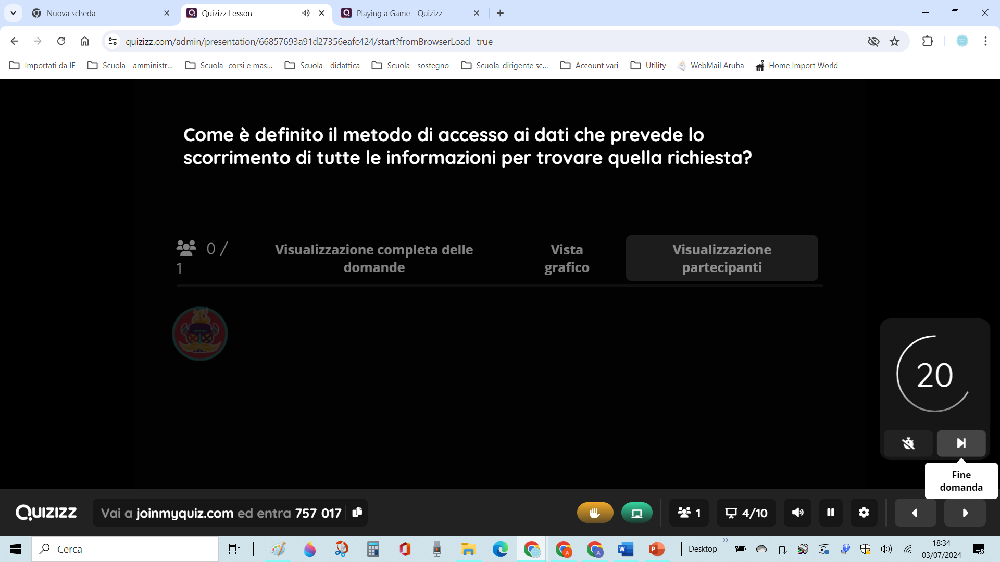 Nuova scheda
Quizizz Lesson
Playing a Game - Quizizz
quizizz.com/admin/presentation/66857693a91d27356eafc424/start?fromBrowserLoad=true
Importati da IE
Scuola - amministr...
Scuola- corsi e mas...
Scuola - didattica
Scuola - sostegno
Scuola_dirigente sc...
Account vari
Utility
WebMail Aruba
Home Import World
Come è definito il metodo di accesso ai dati che prevede lo
scorrimento di tutte le informazioni per trovare quella richiesta?
0 /
1
Visualizzazione completa delle
domande
Vista
grafico
Visualizzazione
partecipanti
20
Fine
domanda
QUIZIZZ
Vai a joinmyquiz.com ed entra 757 017
1
4/10
Cerca
Desktop
18:34
03/07/2024